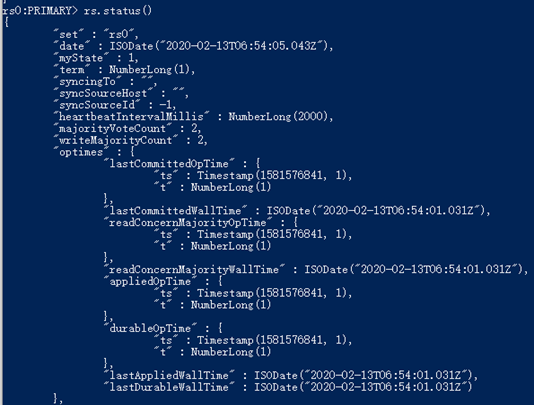 rs0:PRIMARY> rs.status()
{
        "set" : "rs0",
        "date" : ISODate("2020-02-13T06:54:05.043Z"),
        "myState" : 1,
        "term" : NumberLong(1),
        "syncingTo" : "",
        "syncSourceHost" : "",
        "syncSourceId" : -1,
        "heartbeatIntervalMillis" : NumberLong(2000),
        "majorityVoteCount" : 2,
        "writeMajorityCount" : 2,
        "optimes" : {
                "lastCommittedOpTime" : {
                        "ts" : Timestamp(1581576841, 1),
                        "t" : NumberLong(1)
                },
                "lastCommittedWallTime" : ISODate("2020-02-13T06:54:01.031Z"),
                "readConcernMajorityOpTime" : {
                        "ts" : Timestamp(1581576841, 1),
                        "t" : NumberLong(1)
                },
                "readConcernMajorityWallTime" : ISODate("2020-02-13T06:54:01.031Z"),
                "appliedOpTime" : {
                        "ts" : Timestamp(1581576841, 1),
                        "t" : NumberLong(1)
                },
                "durableOpTime" : {
                        "ts" : Timestamp(1581576841, 1),
                        "t" : NumberLong(1)
                },
                "lastAppliedWallTime" : ISODate("2020-02-13T06:54:01.031Z"),
                "lastDurableWallTime" : ISODate("2020-02-13T06:54:01.031Z")
        },